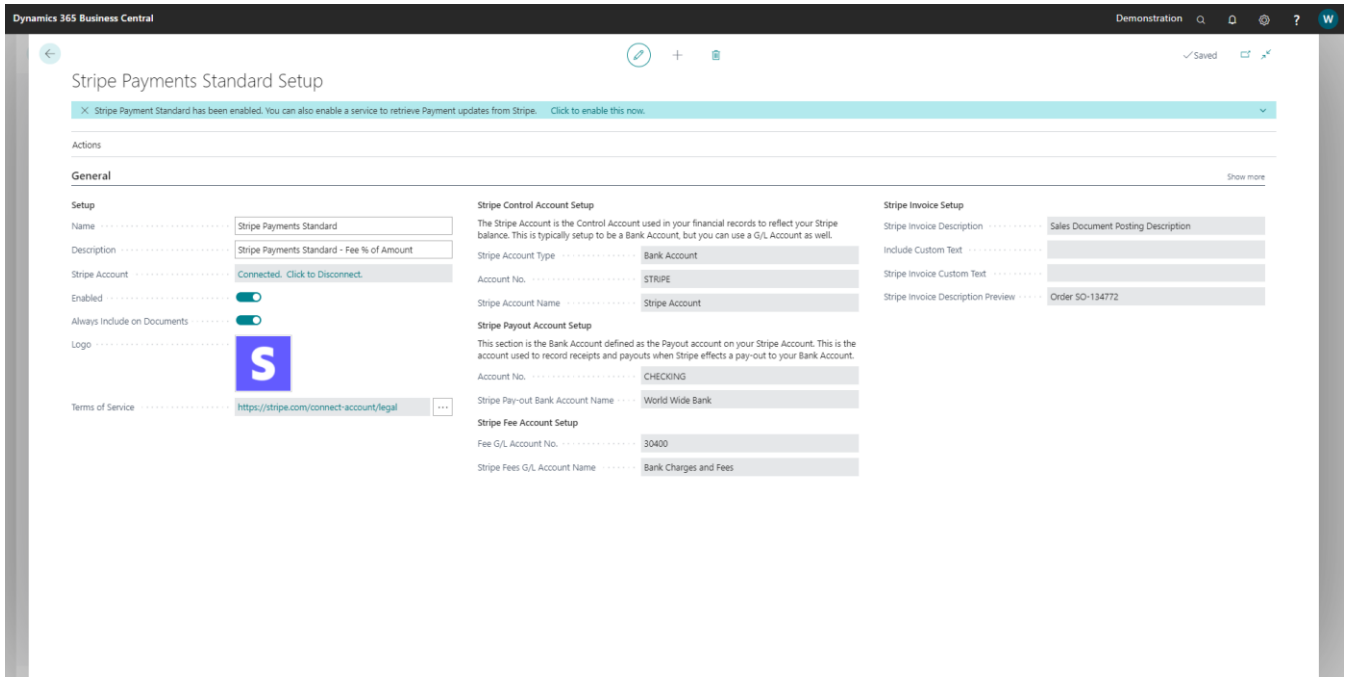 Dynamics 365 Business Central
Demonstration
?
W
Saved
Stripe Payments Standard Setup
Stripe Payment Standard has been enabled. You can also enable a service to retrieve Payment updates from Stripe. Click to enable this now.
Actions
General
Show more
Setup
Name
Stripe Payments Standard
Description
Stripe Payments Standard - Fee % of Amount
Stripe Account
Connected. Click to Disconnect.
Enabled
Always Include on Documents
Logo
S
Terms of Service
https://stripe.com/connect-account/legal
...
Stripe Control Account Setup
The Stripe Account is the Control Account used in your financial records to reflect your Stripe
balance. This is typically setup to be a Bank Account, but you can use a G/L Account as well.
Stripe Account Type
Bank Account
Account No.
STRIPE
Stripe Account Name
Stripe Account
Stripe Payout Account Setup
This section is the Bank Account defined as the Payout account on your Stripe Account. This is the
account used to record receipts and payouts when Stripe effects a pay-out to your Bank Account.
Account No.
CHECKING
Stripe Pay-out Bank Account Name
World Wide Bank
Stripe Fee Account Setup
Fee G/L Account No.
30400
Stripe Fees G/L Account Name
Bank Charges and Fees
Stripe Invoice Setup
Stripe Invoice Description
Sales Document Posting Description
Include Custom Text
Stripe Invoice Custom Text
Stripe Invoice Description Preview
Order SO-134772